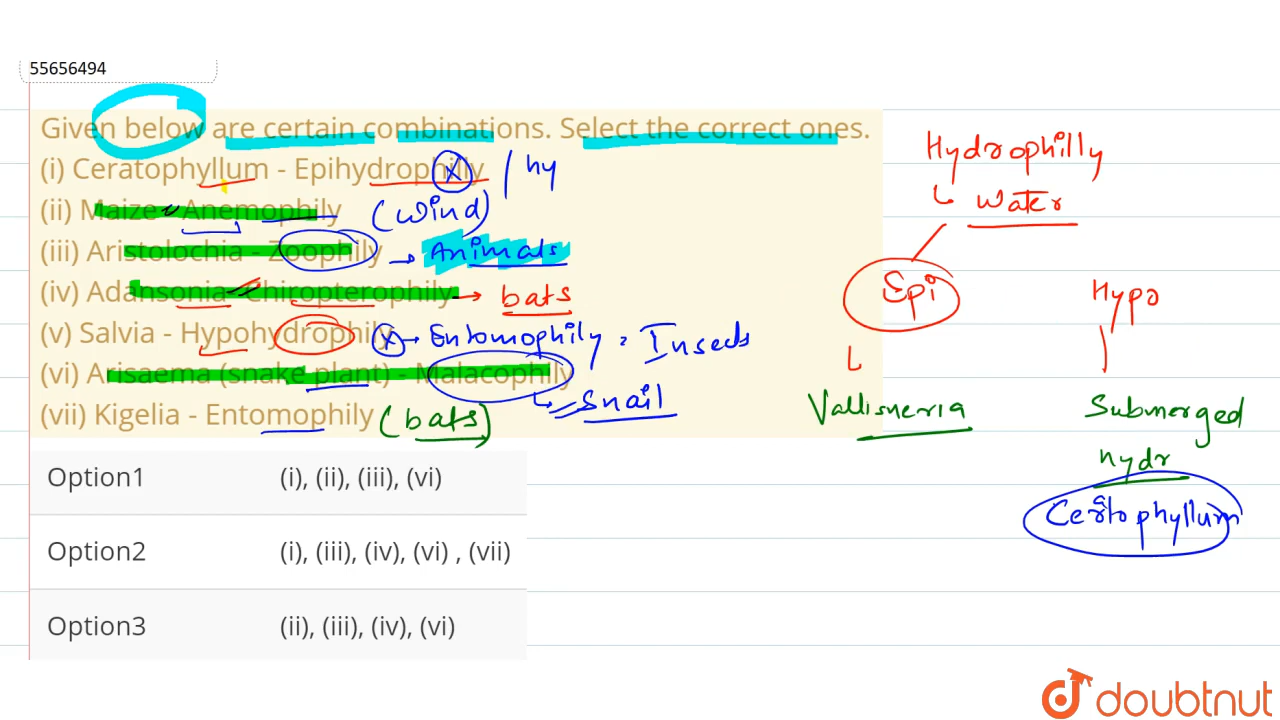 55656494
Given below are certain combinations. Select the correct ones.
(i) Ceratophyllum - Epihydrophilly (X) / hy
(ii) Maize - Anemophily (wind)
(iii) Aristolochia - Zoophily → Animals
(iv) Adansonia - Chiropterophily → bats
(v) Salvia - Hypohydrophily X → Entomophily : Insects
(vi) Arisaema (snake plant) - Malacophily
Snail
(vii) Kigelia - Entomophily (bats)
Option1 (i), (ii), (iii), (vi)
Option2 (i), (iii), (iv), (vi) , (vii)
Option3 (ii), (iii), (iv), (vi)
Hydrophilly
↳ Water
Epi Hypo
Vallisneria Submerged
hydr
Ceratophyllum
doubtnut